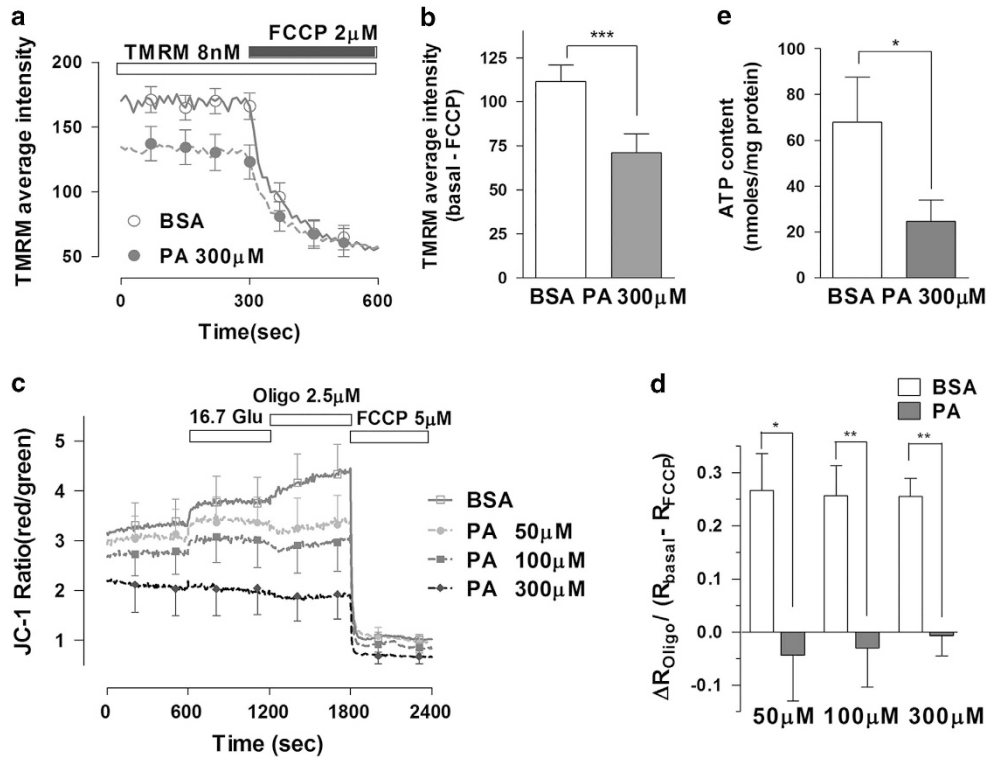 a
FCCP 2µM
TMRM 8nM
200
150
100
50
TMRM average intensity
BSA
PA 300µM
0
300
600
Time(sec)
b
***
125
100
75
50
25
0
TMRM average intensity
(basal - FCCP)
BSA PA 300µM
e
*
100
80
60
40
20
0
ATP content
(nmoles/mg protein)
BSA PA 300µM
c
Oligo 2.5µM
16.7 Glu
FCCP 5µM
5
4
3
2
1
JC-1 Ratio(red/green)
BSA
PA 50µM
PA 100µM
PA 300µM
0
600
1200
1800
2400
Time (sec)
d
BSA
PA
*
**
**
0.3
0.2
0.1
0.0
-0.1
ΔROligo/ (Rbasal- RFCCP)
50µM 100µM 300µM